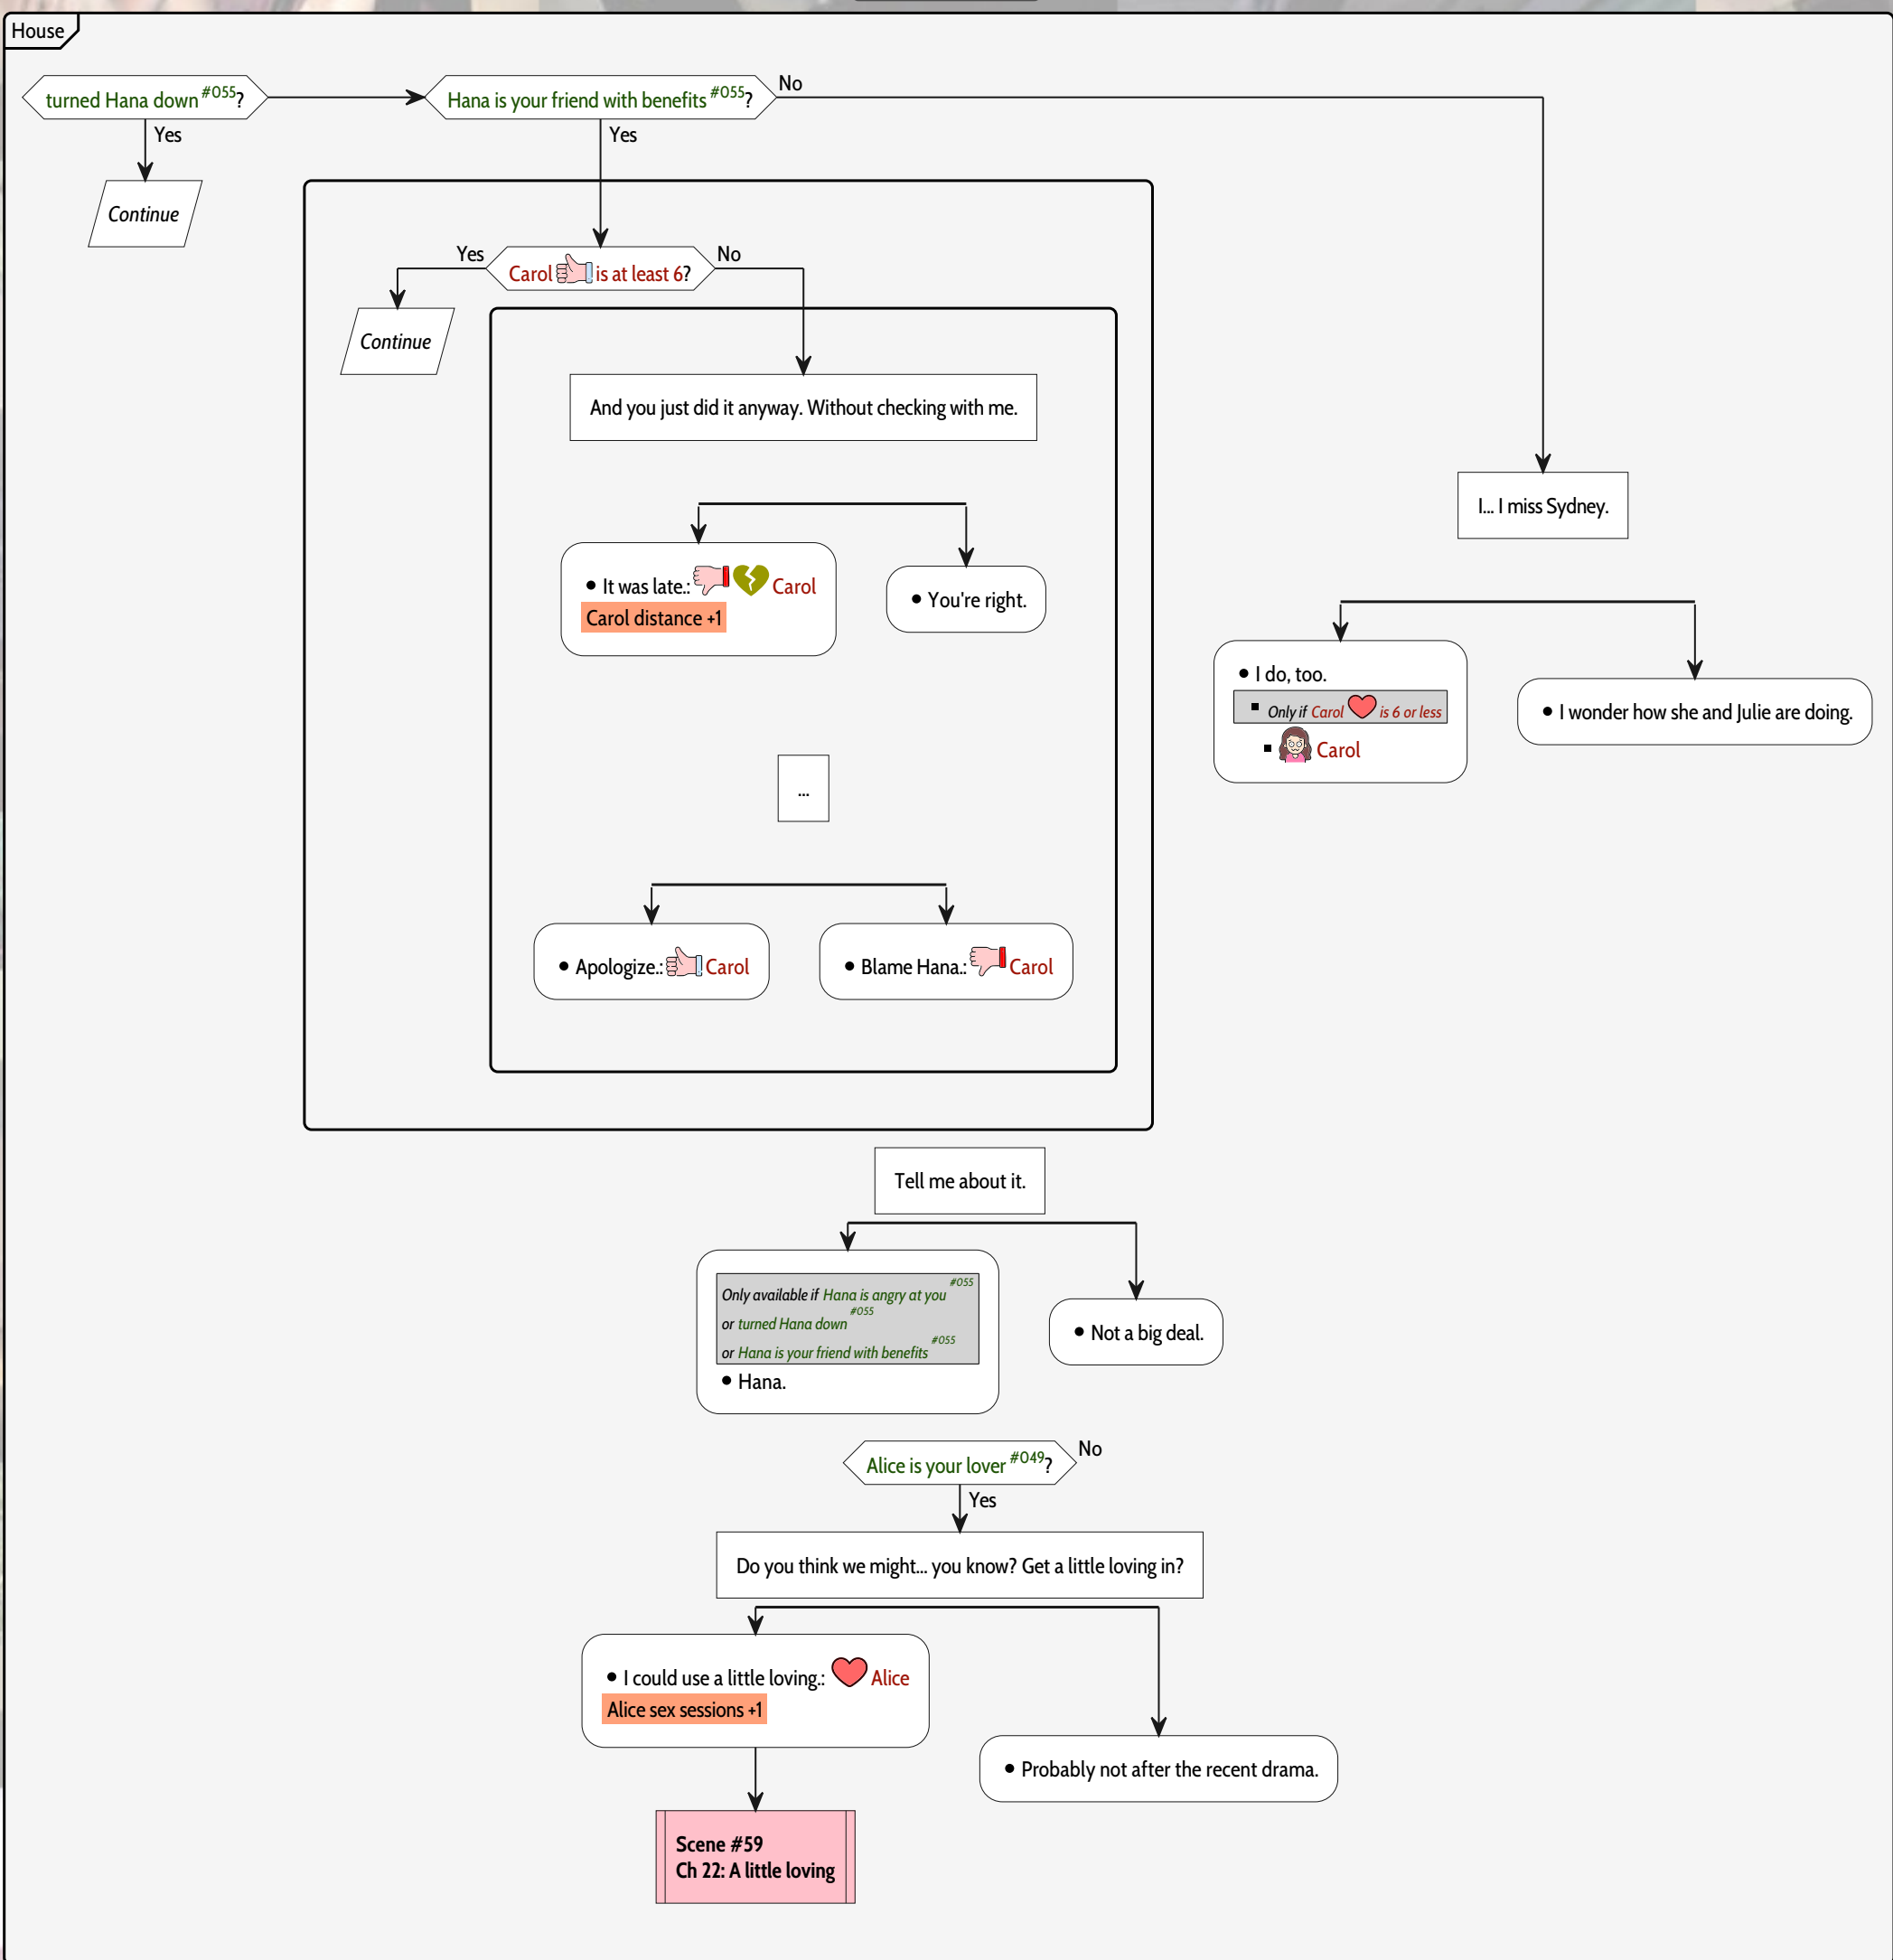 House
turned Hana down #055?
Hana is your friend with benefits #055?
No
Yes
Yes
Continue
Yes
Carol is at least 6?
No
Continue
And you just did it anyway. Without checking with me.
I... I miss Sydney.
It was late.: Carol
Carol distance +1
You're right.
I do, too.
Only if Carol is 6 or less
Carol
I wonder how she and Julie are doing.
...
Apologize.: Carol
Blame Hana.: Carol
Tell me about it.
Only available if Hana is angry at you #055
or turned Hana down #055
or Hana is your friend with benefits #055
Hana.
Not a big deal.
Alice is your lover #049?
No
Yes
Do you think we might... you know? Get a little loving in?
I could use a little loving.: Alice
Alice sex sessions +1
Probably not after the recent drama.
Scene #59
Ch 22: A little loving